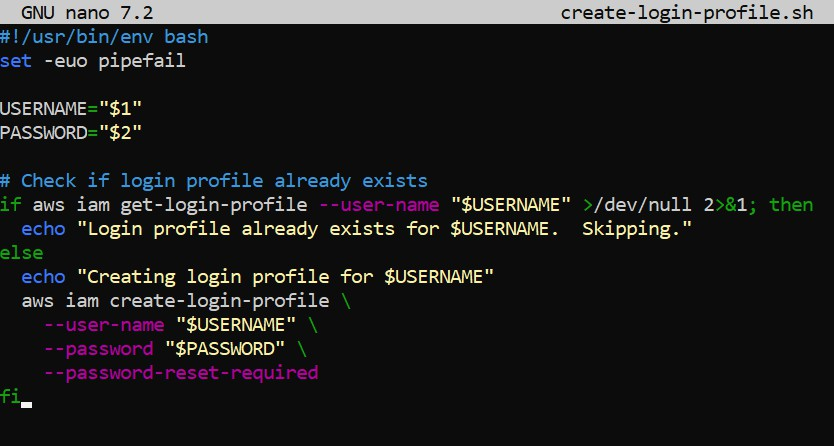 GNU nano 7.2 create-login-profile.sh
#!/usr/bin/env bash
set -euo pipefail

USERNAME="$1"
PASSWORD="$2"

# Check if login profile already exists
if aws iam get-login-profile --user-name "$USERNAME" >/dev/null 2>&1; then
  echo "Login profile already exists for $USERNAME.  Skipping."
else
  echo "Creating login profile for $USERNAME"
  aws iam create-login-profile \
    --user-name "$USERNAME" \
    --password "$PASSWORD" \
    --password-reset-required
fi